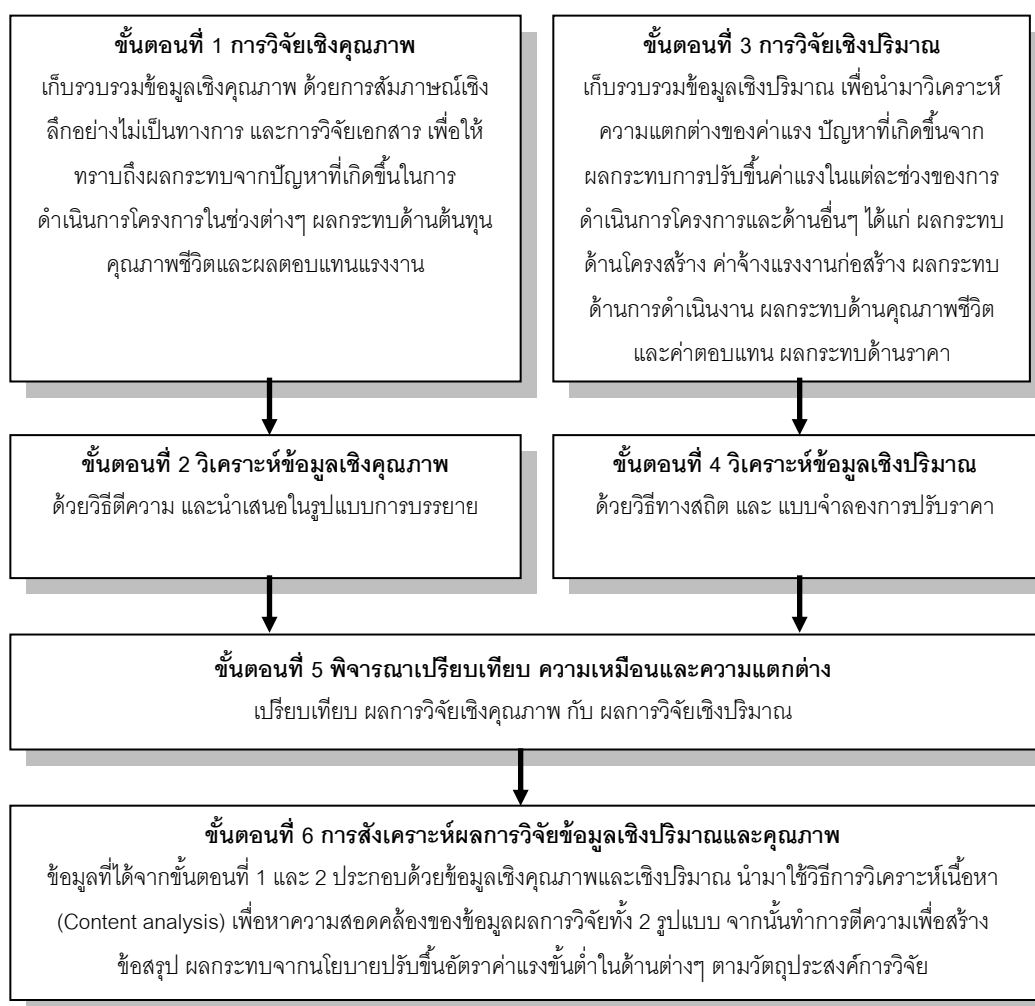 ขั้นตอนที่ 1 การวิจัยเชิงคุณภาพ
เก็บรวบรวมข้อมูลเชิงคุณภาพ ด้วยการสัมภาษณ์เชิง
ลึกอย่างไม่เป็นทางการ และการวิจัยเอกสาร เพื่อให้
ทราบถึงผลกระทบจากปัญหาที่เกิดขึ้นในการ
ดำเนินการโครงการในช่วงต่างๆ ผลกระทบด้านต้นทุน
คุณภาพชีวิตและผลตอบแทนแรงงาน
ขั้นตอนที่ 3 การวิจัยเชิงปริมาณ
เก็บรวบรวมข้อมูลเชิงปริมาณ เพื่อนำมาวิเคราะห์
ความแตกต่างของค่าแรง ปัญหาที่เกิดขึ้นจาก
ผลกระทบการปรับขึ้นค่าแรงในแต่ละช่วงของการ
ดำเนินการโครงการและด้านอื่นๆ ได้แก่ ผลกระทบ
ด้านโครงสร้าง ค่าจ้างแรงงานก่อสร้าง ผลกระทบ
ด้านการดำเนินงาน ผลกระทบด้านคุณภาพชีวิต
และค่าตอบแทน ผลกระทบด้านราคา
ขั้นตอนที่ 2 วิเคราะห์ข้อมูลเชิงคุณภาพ
ด้วยวิธีตีความ และนำเสนอในรูปแบบการบรรยาย
ขั้นตอนที่ 4 วิเคราะห์ข้อมูลเชิงปริมาณ
ด้วยวิธีทางสถิต และ แบบจำลองการปรับราคา
ขั้นตอนที่ 5 พิจารณาเปรียบเทียบ ความเหมือนและความแตกต่าง
เปรียบเทียบ ผลการวิจัยเชิงคุณภาพ กับ ผลการวิจัยเชิงปริมาณ
ขั้นตอนที่ 6 การสังเคราะห์ผลการวิจัยข้อมูลเชิงปริมาณและคุณภาพ
ข้อมูลที่ได้จากขั้นตอนที่ 1 และ 2 ประกอบด้วยข้อมูลเชิงคุณภาพและเชิงปริมาณ นำมาใช้วิธีการวิเคราะห์เนื้อหา
(Content analysis) เพื่อหาความสอดคล้องของข้อมูลผลการวิจัยทั้ง 2 รูปแบบ จากนั้นทำการตีความเพื่อสร้าง
ข้อสรุป ผลกระทบจากนโยบายปรับขึ้นอัตราค่าแรงขั้นต่ำในด้านต่างๆ ตามวัตถุประสงค์การวิจัย